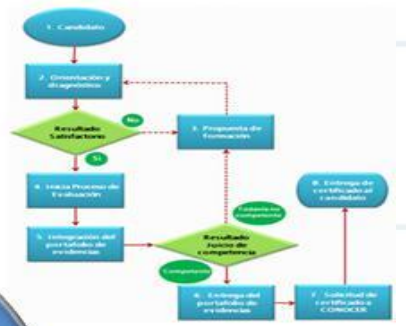 1. Candidato
2. Orientación y
diagnóstico
Resultado
Satisfactorio
No
3. Propuesta de
formación
Si
4. Inicia Proceso de
Evaluación
8. Entrega de
certificado al
candidato
Todavía no
competente
5. Integración del
portafolio de
evidencias
Resultado
Juicio de
competencia
Competente
6. Entrega del
portafolio de
evidencias
7. Solicitud de
certificado a
CONOCER